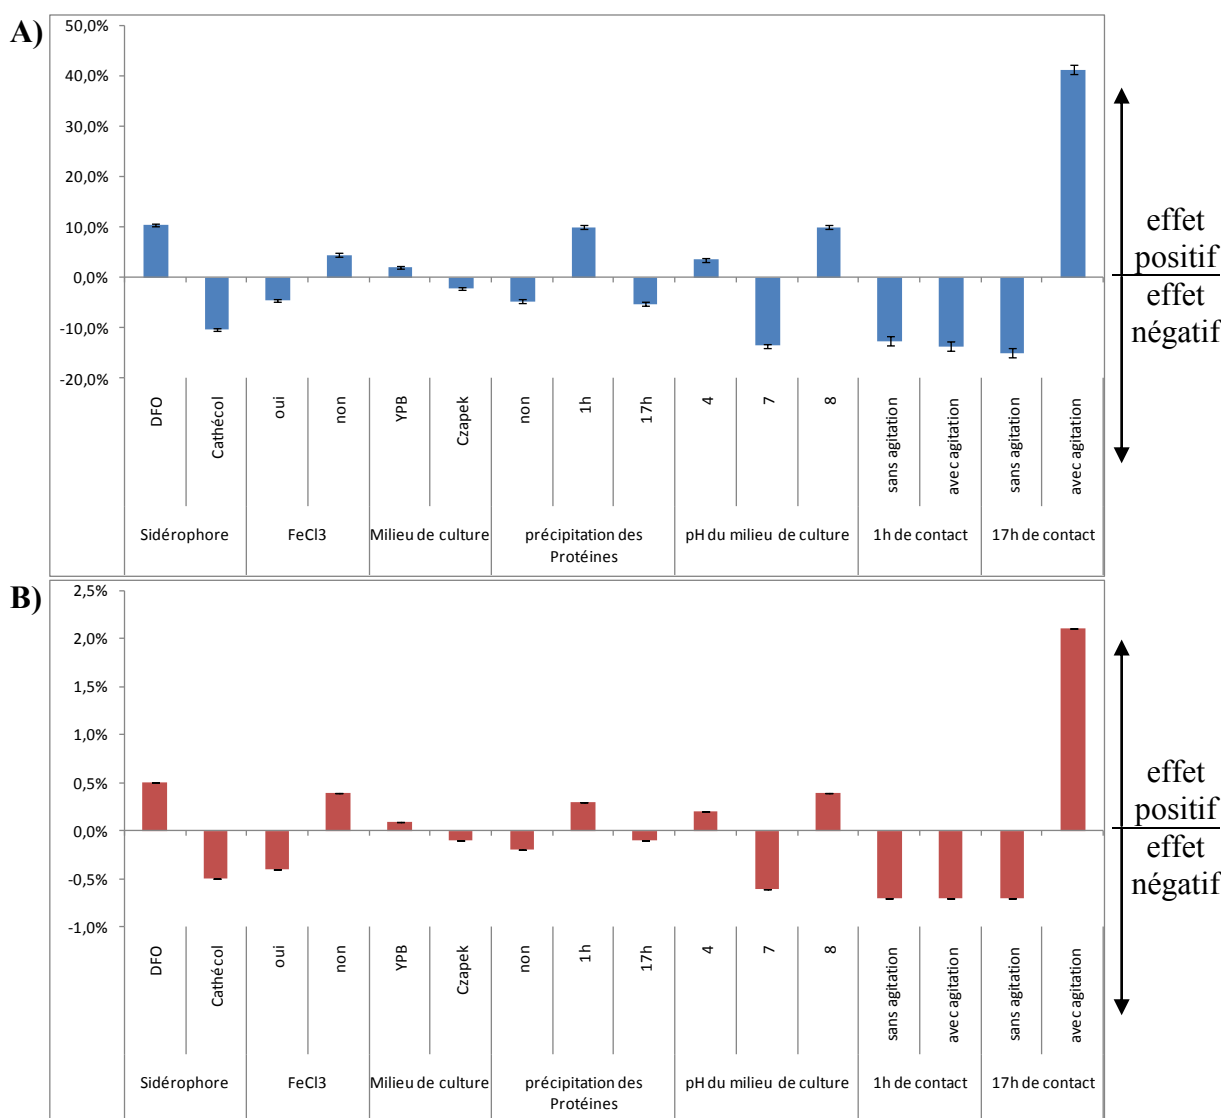 A)
50,0%
40,0%
30,0%
20,0%
10,0%
0,0%
-10,0%
-20,0%
effet
positif
effet
négatif
DFO
Cathécol
oui
non
YPB
Czapek
non
1h
17h
4
7
8
sans agitation
avec agitation
sans agitation
avec agitation
Sidérophore
FeCl3
Milieu de culture
précipitation des
Protéines
pH du milieu de culture
1h de contact
17h de contact
B)
2,5%
2,0%
1,5%
1,0%
0,5%
0,0%
-0,5%
-1,0%
effet
positif
effet
négatif
DFO
Cathécol
oui
non
YPB
Czapek
non
1h
17h
4
7
8
sans agitation
avec agitation
sans agitation
avec agitation
Sidérophore
FeCl3
Milieu de culture
précipitation des
Protéines
pH du milieu de culture
1h de contact
17h de contact